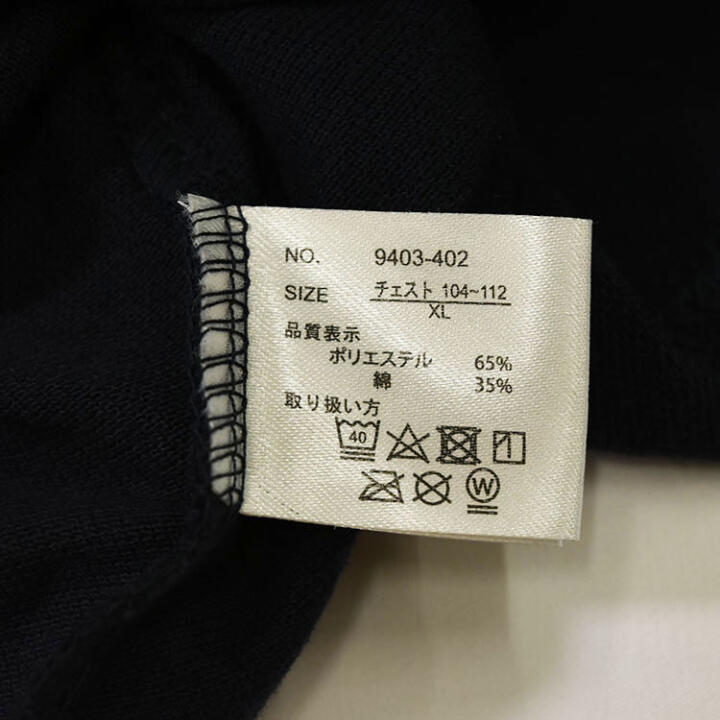 NO. 9403-402
SIZE チェスト 104~112
XL
品質表示
ポリエステル 65%
綿 35%
取り扱い方
40
W